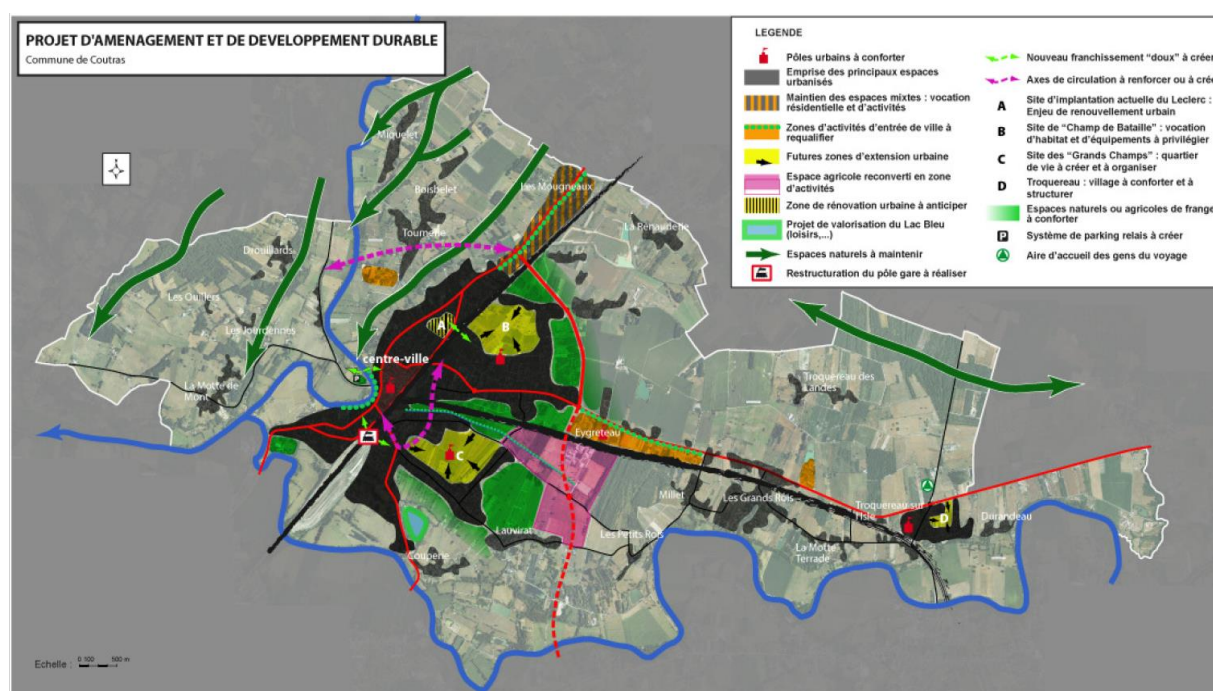 PROJET D'AMENAGEMENT ET DE DEVELOPPEMENT DURABLE
Commune de Coutras
LEGENDE
Pôles urbains à conforter
Emprise des principaux espaces
urbanisés
Maintien des espaces mixtes : vocation
résidentielle et d'activités
Zones d'activités d'entrée de ville à
requalifier
Futures zones d'extension urbaine
Espace agricole reconverti en zone
d'activités
Zone de rénovation urbaine à anticiper
Projet de valorisation du Lac Bleu
(loisirs,...)
Espaces naturels à maintenir
Restructuration du pôle gare à réaliser
Nouveau franchissement "doux" à créer
Axes de circulation à renforcer ou à crée
A
Site d'implantation actuelle du Leclerc :
Enjeu de renouvellement urbain
B
Site de "Champ de Bataille" : vocation
d'habitat et d'équipements à privilégier
C
Site des "Grands Champs" : quartier
de vie à créer et à organiser
D
Troquereau : village à conforter et à
structurer
Espaces naturels ou agricoles de frange
à conforter
P
Système de parking relais à créer
Aire d'accueil des gens du voyage
Miquelet
Boisbelet
Les Mougneaux
Tournerie
La Renauderie
Drouillards
Les Ouillers
Les Jourdennes
La Motte de
Mont
centre-ville
P
A
B
C
Eygreteau
Troquereau des
Landes
Millet
Les Grands Rois
Troquereau sur
l'Isle
D
Durandeau
Lauvirat
Les Petits Rois
La Motte
Terrade
Couperie
Echelle :
0 100 500 m